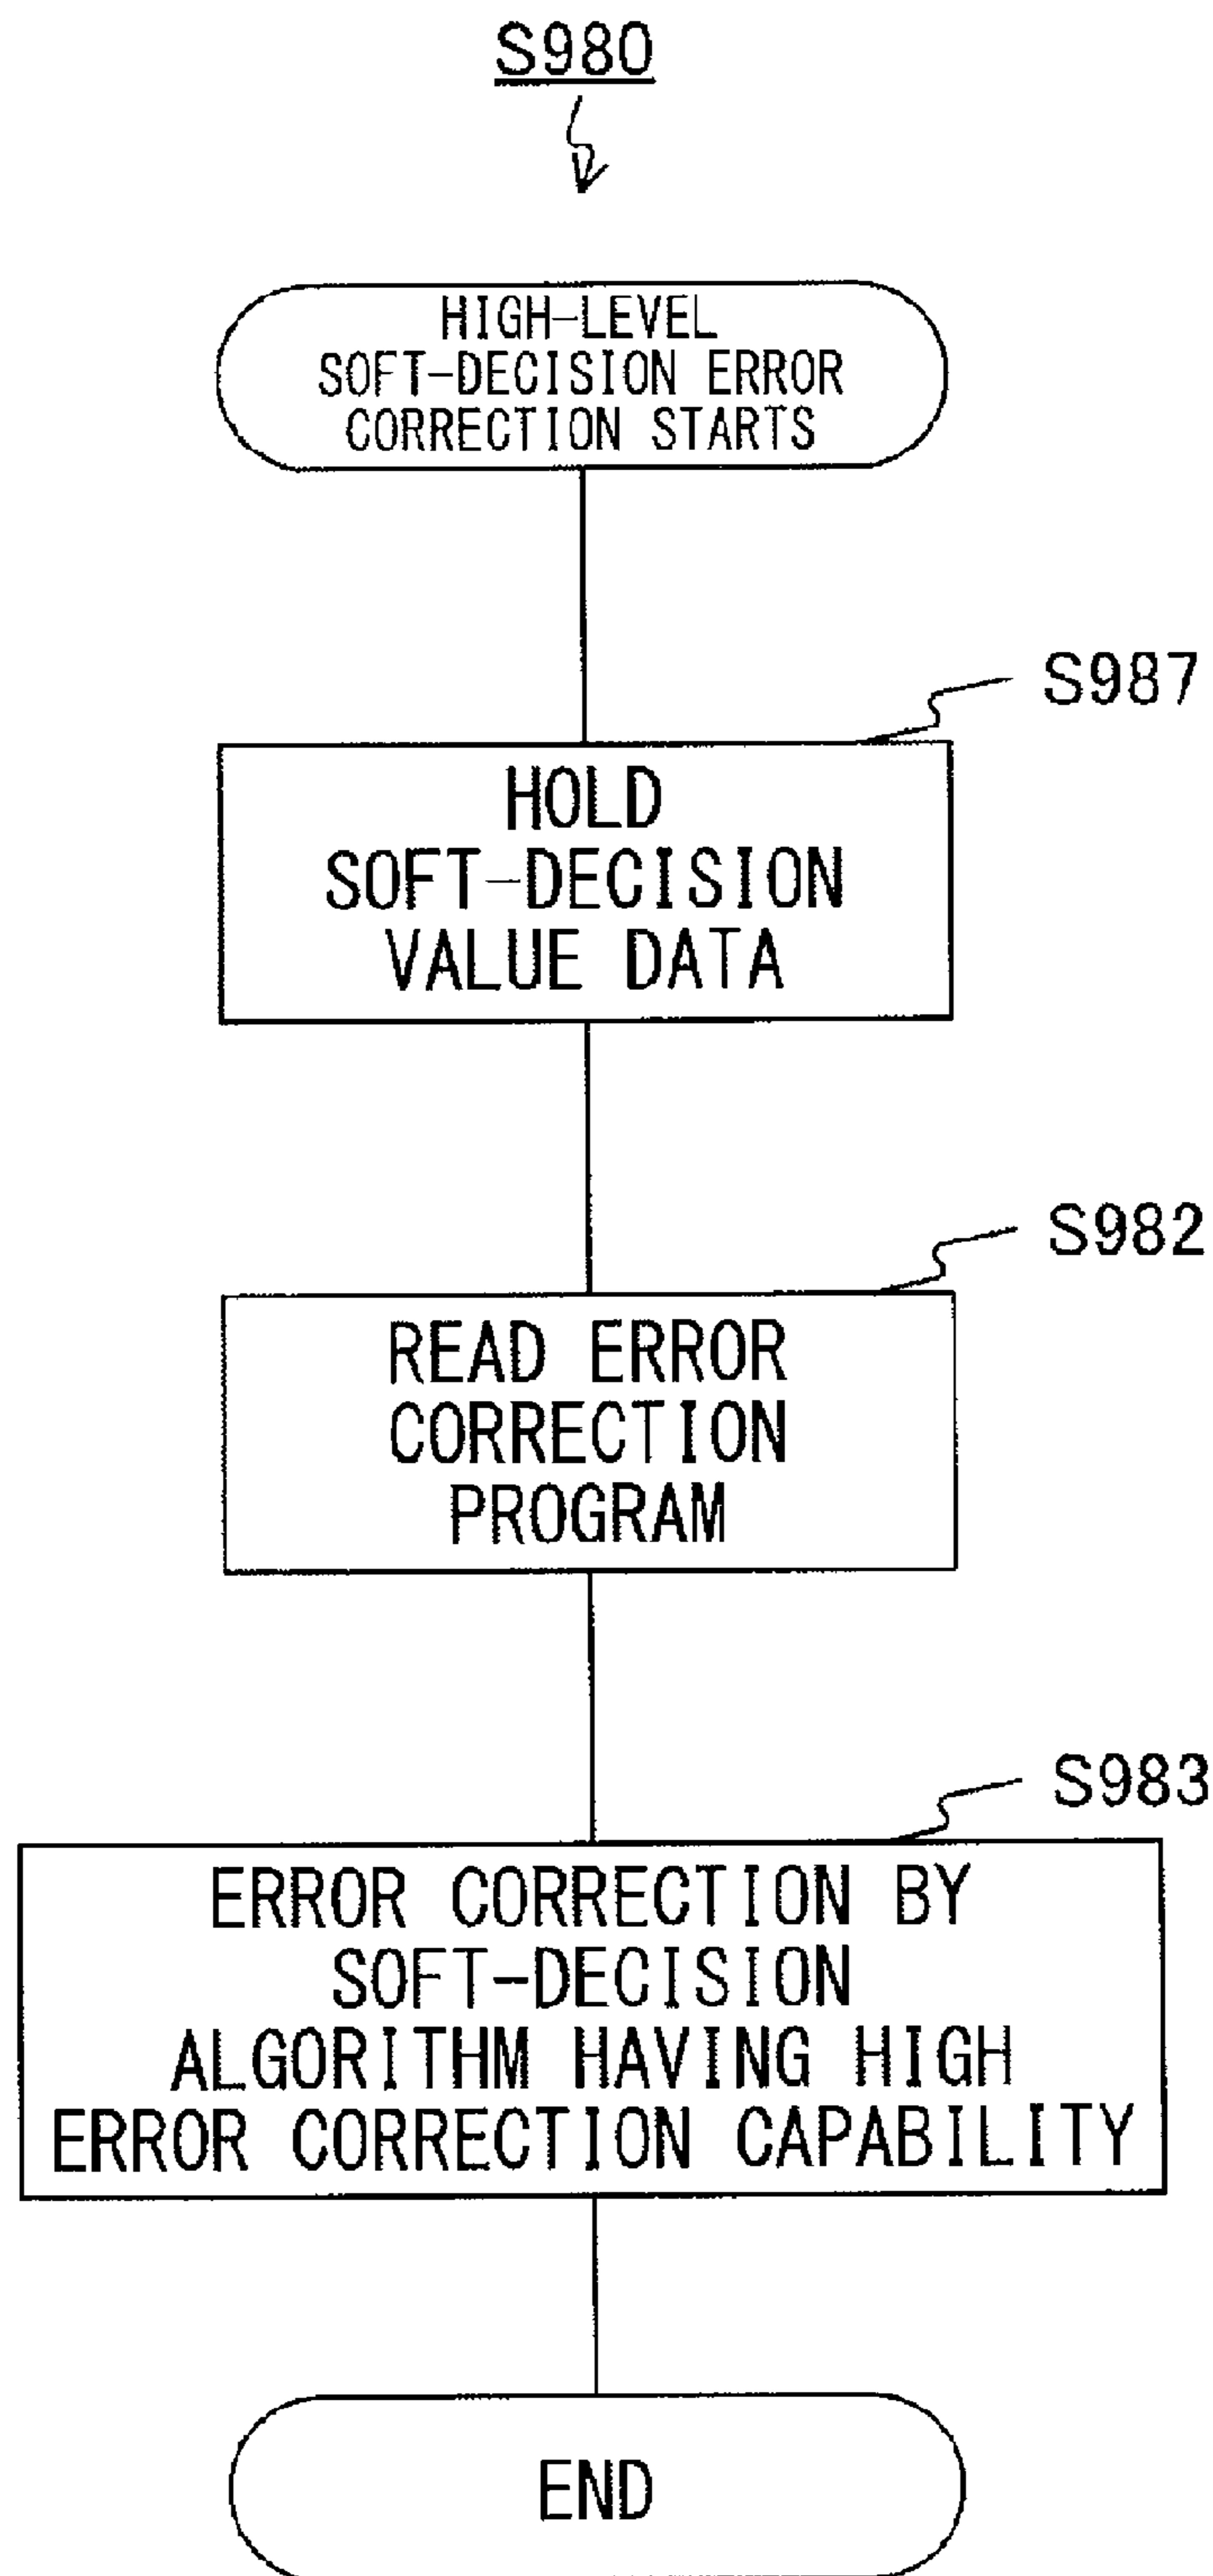 S980
HIGH-LEVEL
SOFT-DECISION ERROR
CORRECTION STARTS
S987
HOLD
SOFT-DECISION
VALUE DATA
S982
READ ERROR
CORRECTION
PROGRAM
S983
ERROR CORRECTION BY
SOFT-DECISION
ALGORITHM HAVING HIGH
ERROR CORRECTION CAPABILITY
END